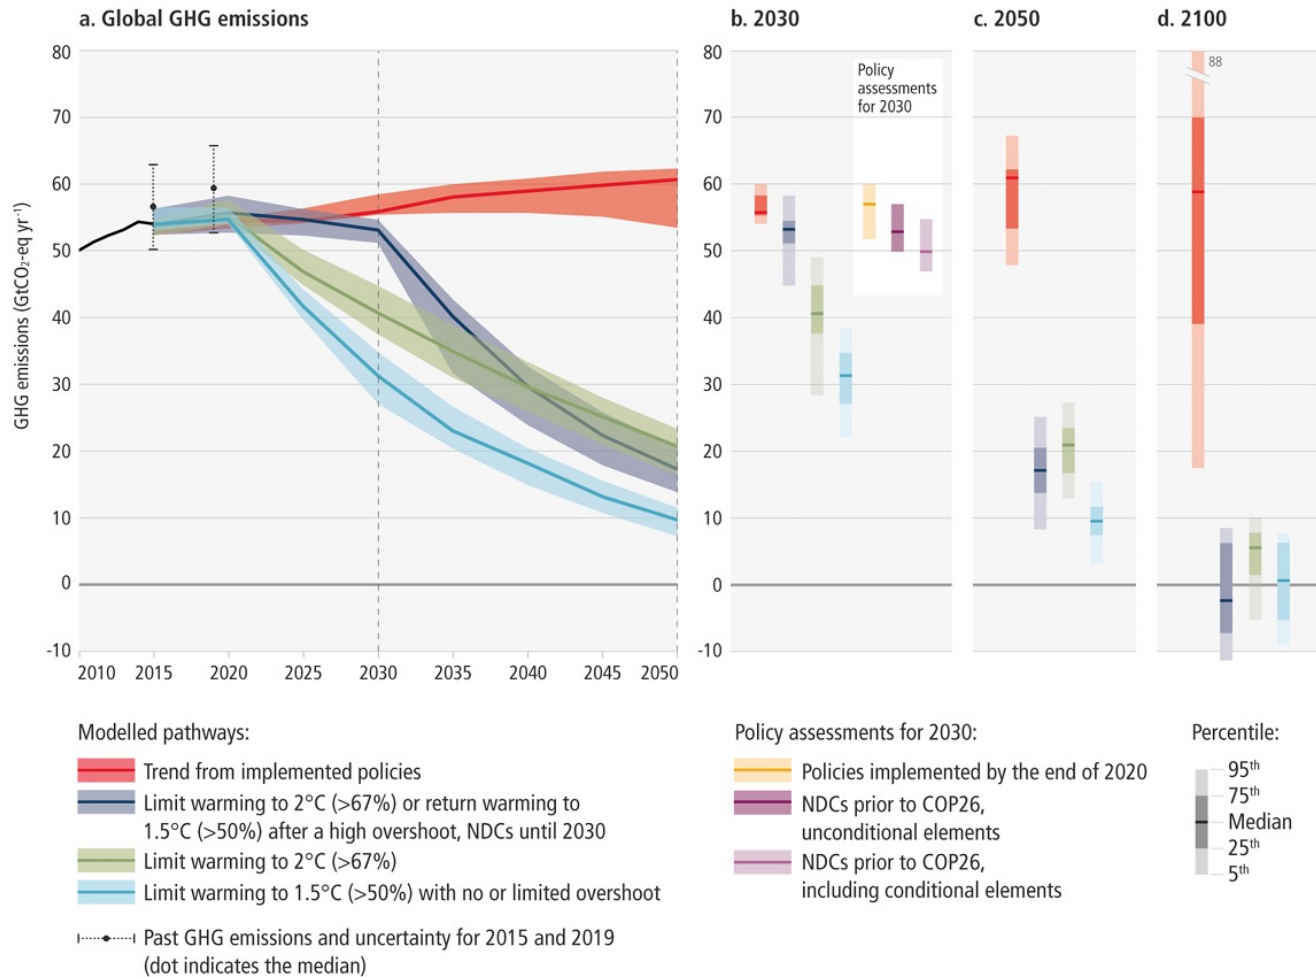 a. Global GHG emissions
80
70
60
50
40
30
20
10
0
-10
GHG emissions (GtCO₂-eq yr⁻¹)
2010 2015 2020 2025 2030 2035 2040 2045 2050
b. 2030
80
70
60
50
40
30
20
10
0
-10
Policy
assessments
for 2030
c. 2050
d. 2100
88
Modelled pathways:
Trend from implemented policies
Limit warming to 2°C (>67%) or return warming to
1.5°C (>50%) after a high overshoot, NDCs until 2030
Limit warming to 2°C (>67%)
Limit warming to 1.5°C (>50%) with no or limited overshoot
Past GHG emissions and uncertainty for 2015 and 2019
(dot indicates the median)
Policy assessments for 2030:
Policies implemented by the end of 2020
NDCs prior to COP26,
unconditional elements
NDCs prior to COP26,
including conditional elements
Percentile:
95th
75th
Median
25th
5th